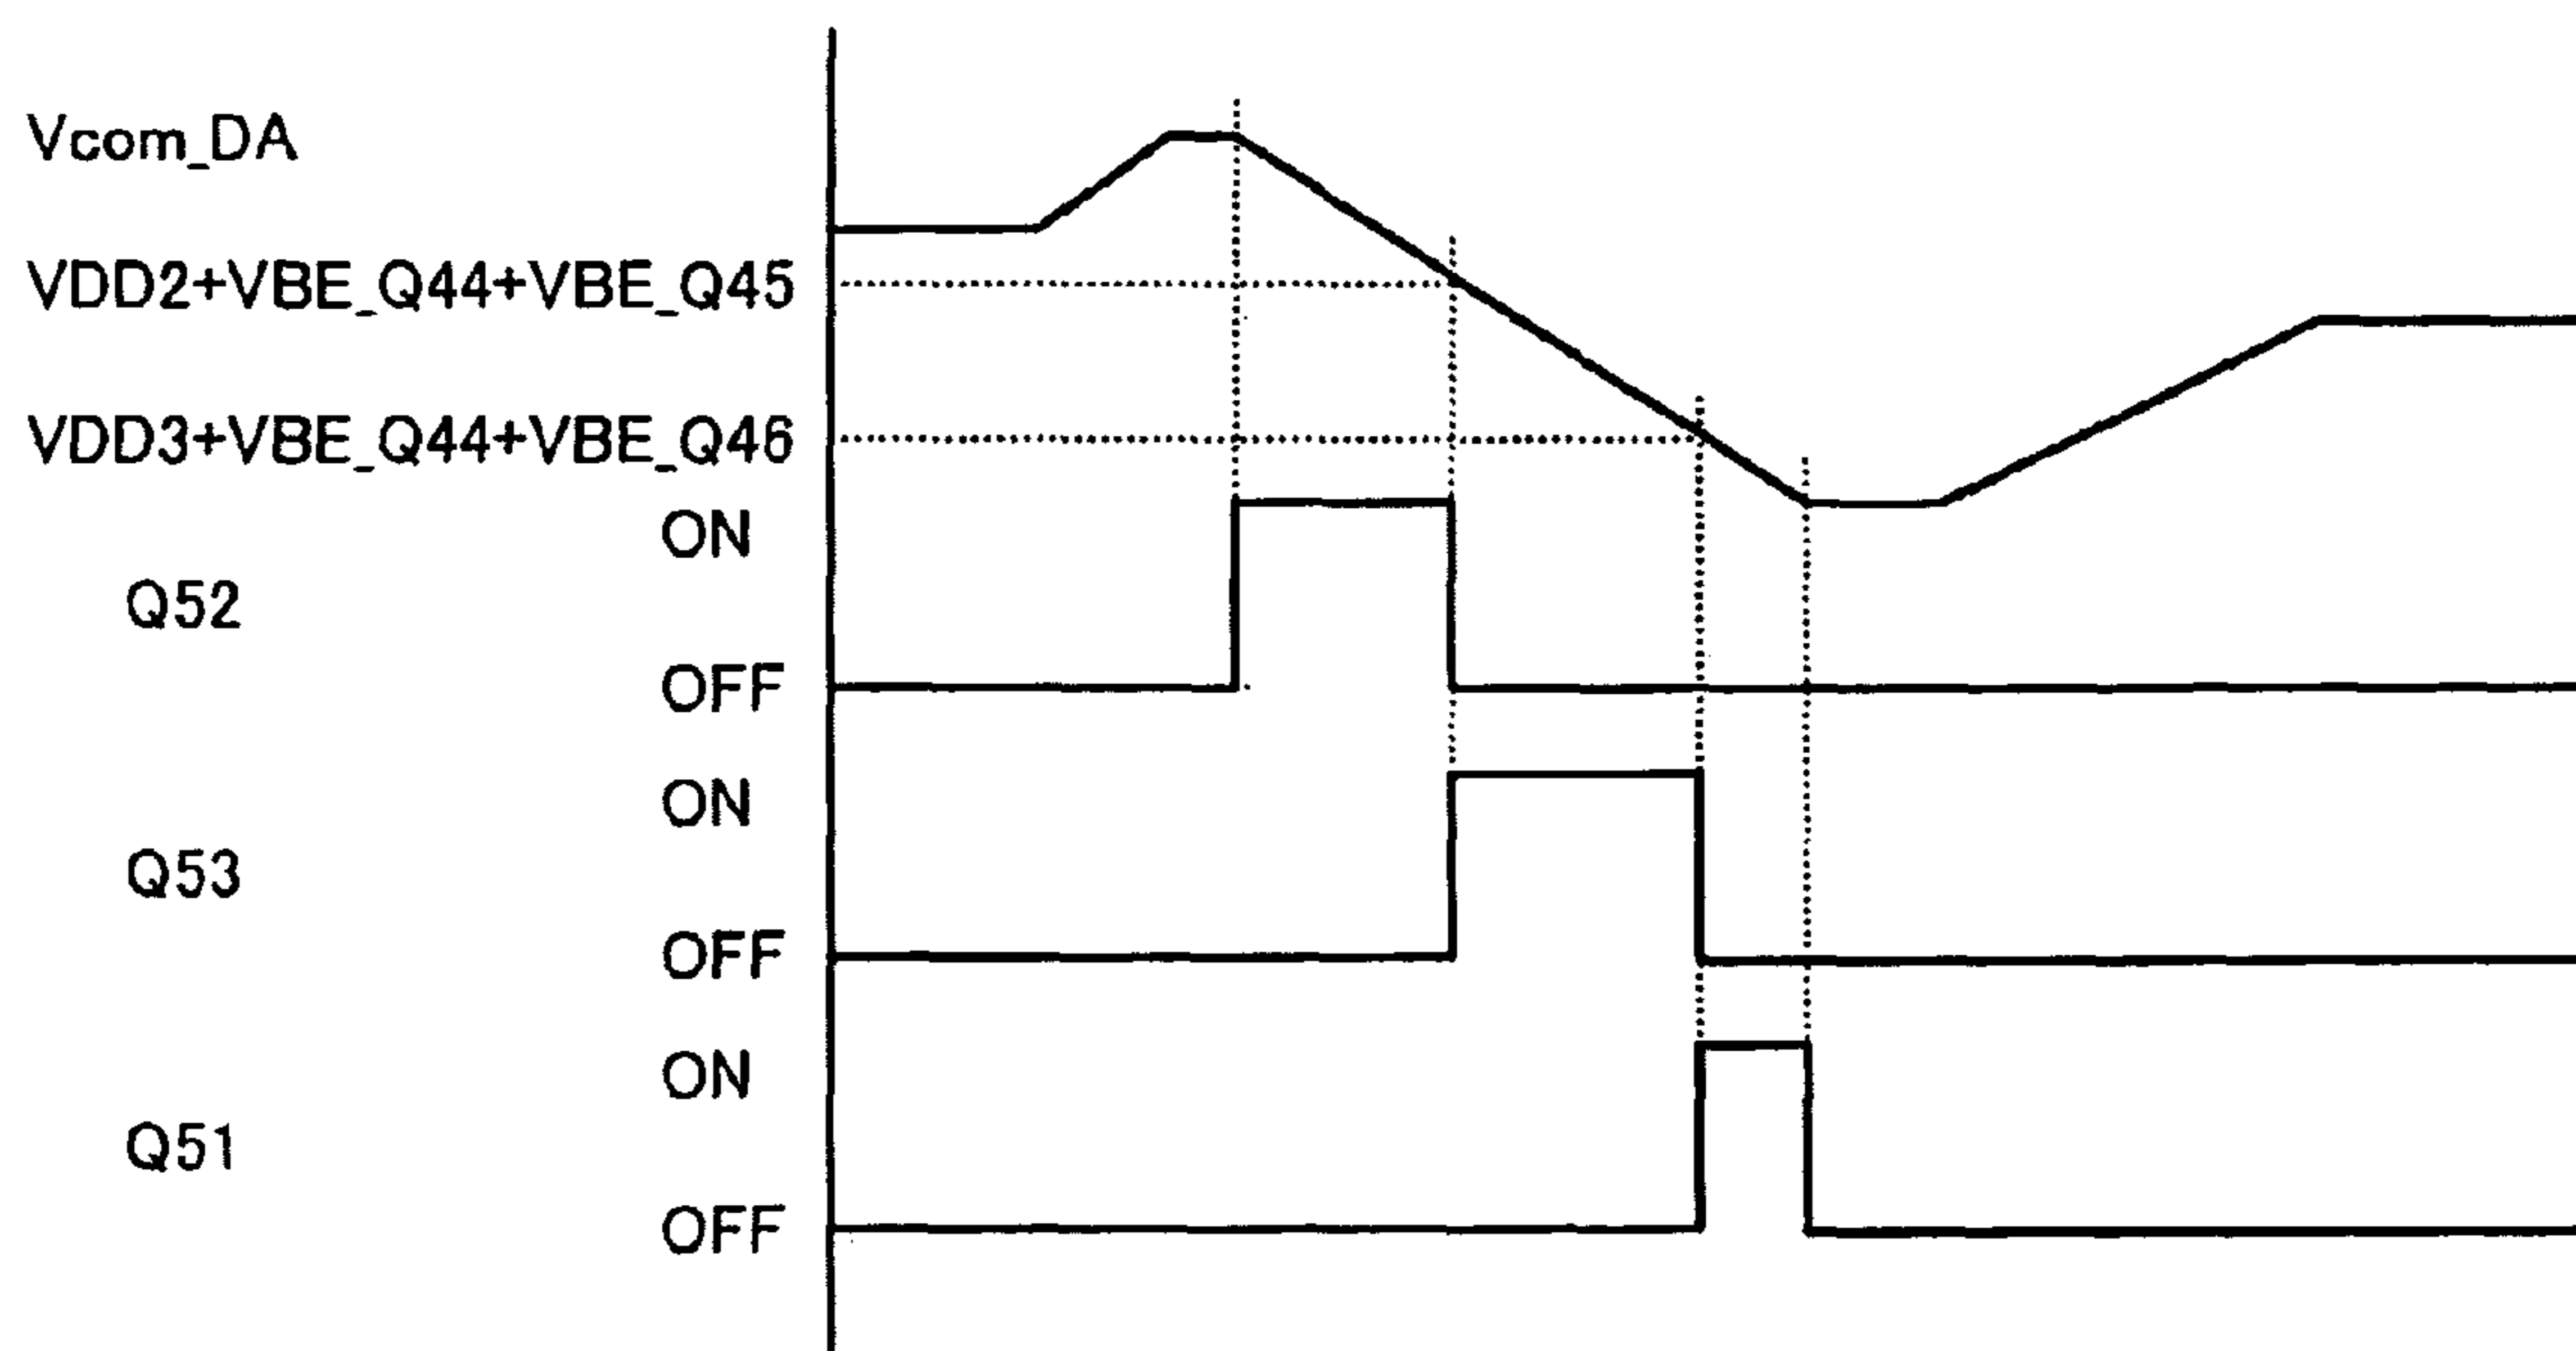 Vcom_DA
VDD2+VBE_Q44+VBE_Q45
VDD3+VBE_Q44+VBE_Q46
ON
Q52
OFF
ON
Q53
OFF
ON
Q51
OFF